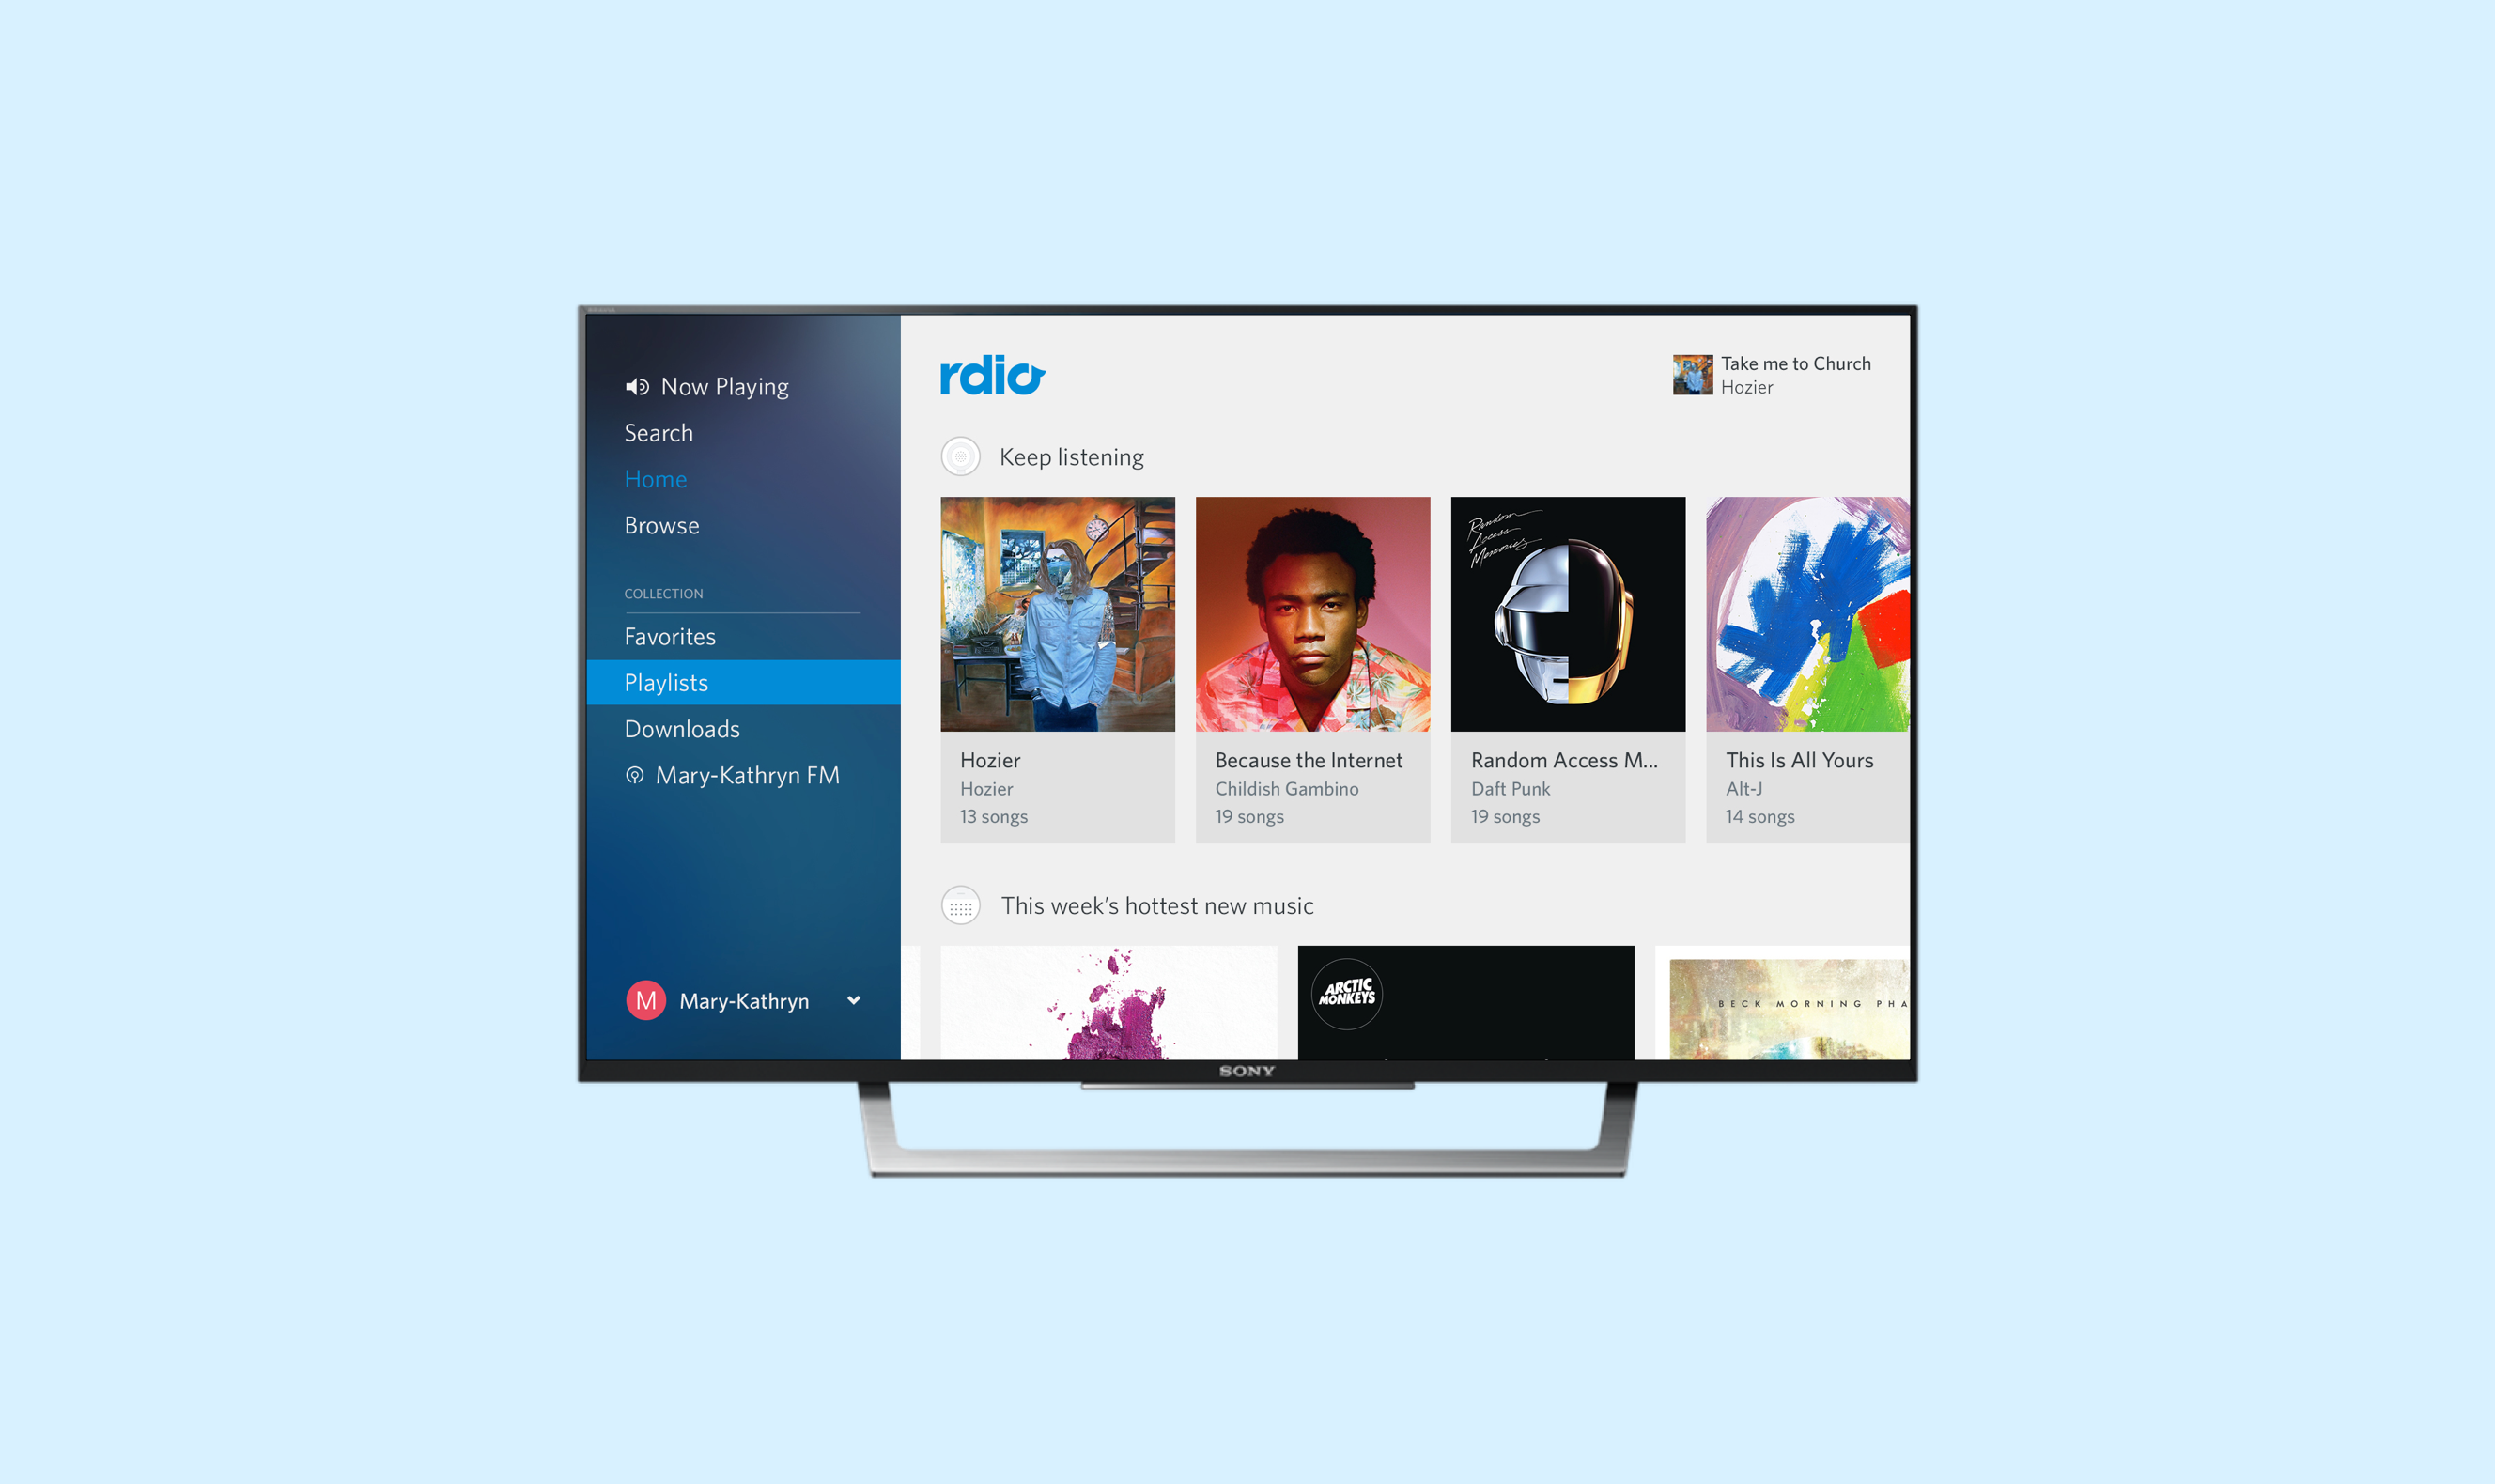 Now Playing
Search
Home
Browse
COLLECTION
Favorites
Playlists
Downloads
Mary-Kathryn FM
M Mary-Kathryn
rdio
Take me to Church
Hozier
Keep listening
Random
Access
Memories
Hozier
Hozier
13 songs
Because the Internet
Childish Gambino
19 songs
Random Access M...
Daft Punk
19 songs
This Is All Yours
Alt-J
14 songs
This week’s hottest new music
ARCTIC
MONKEYS
BECK MORNING PHA
SONY